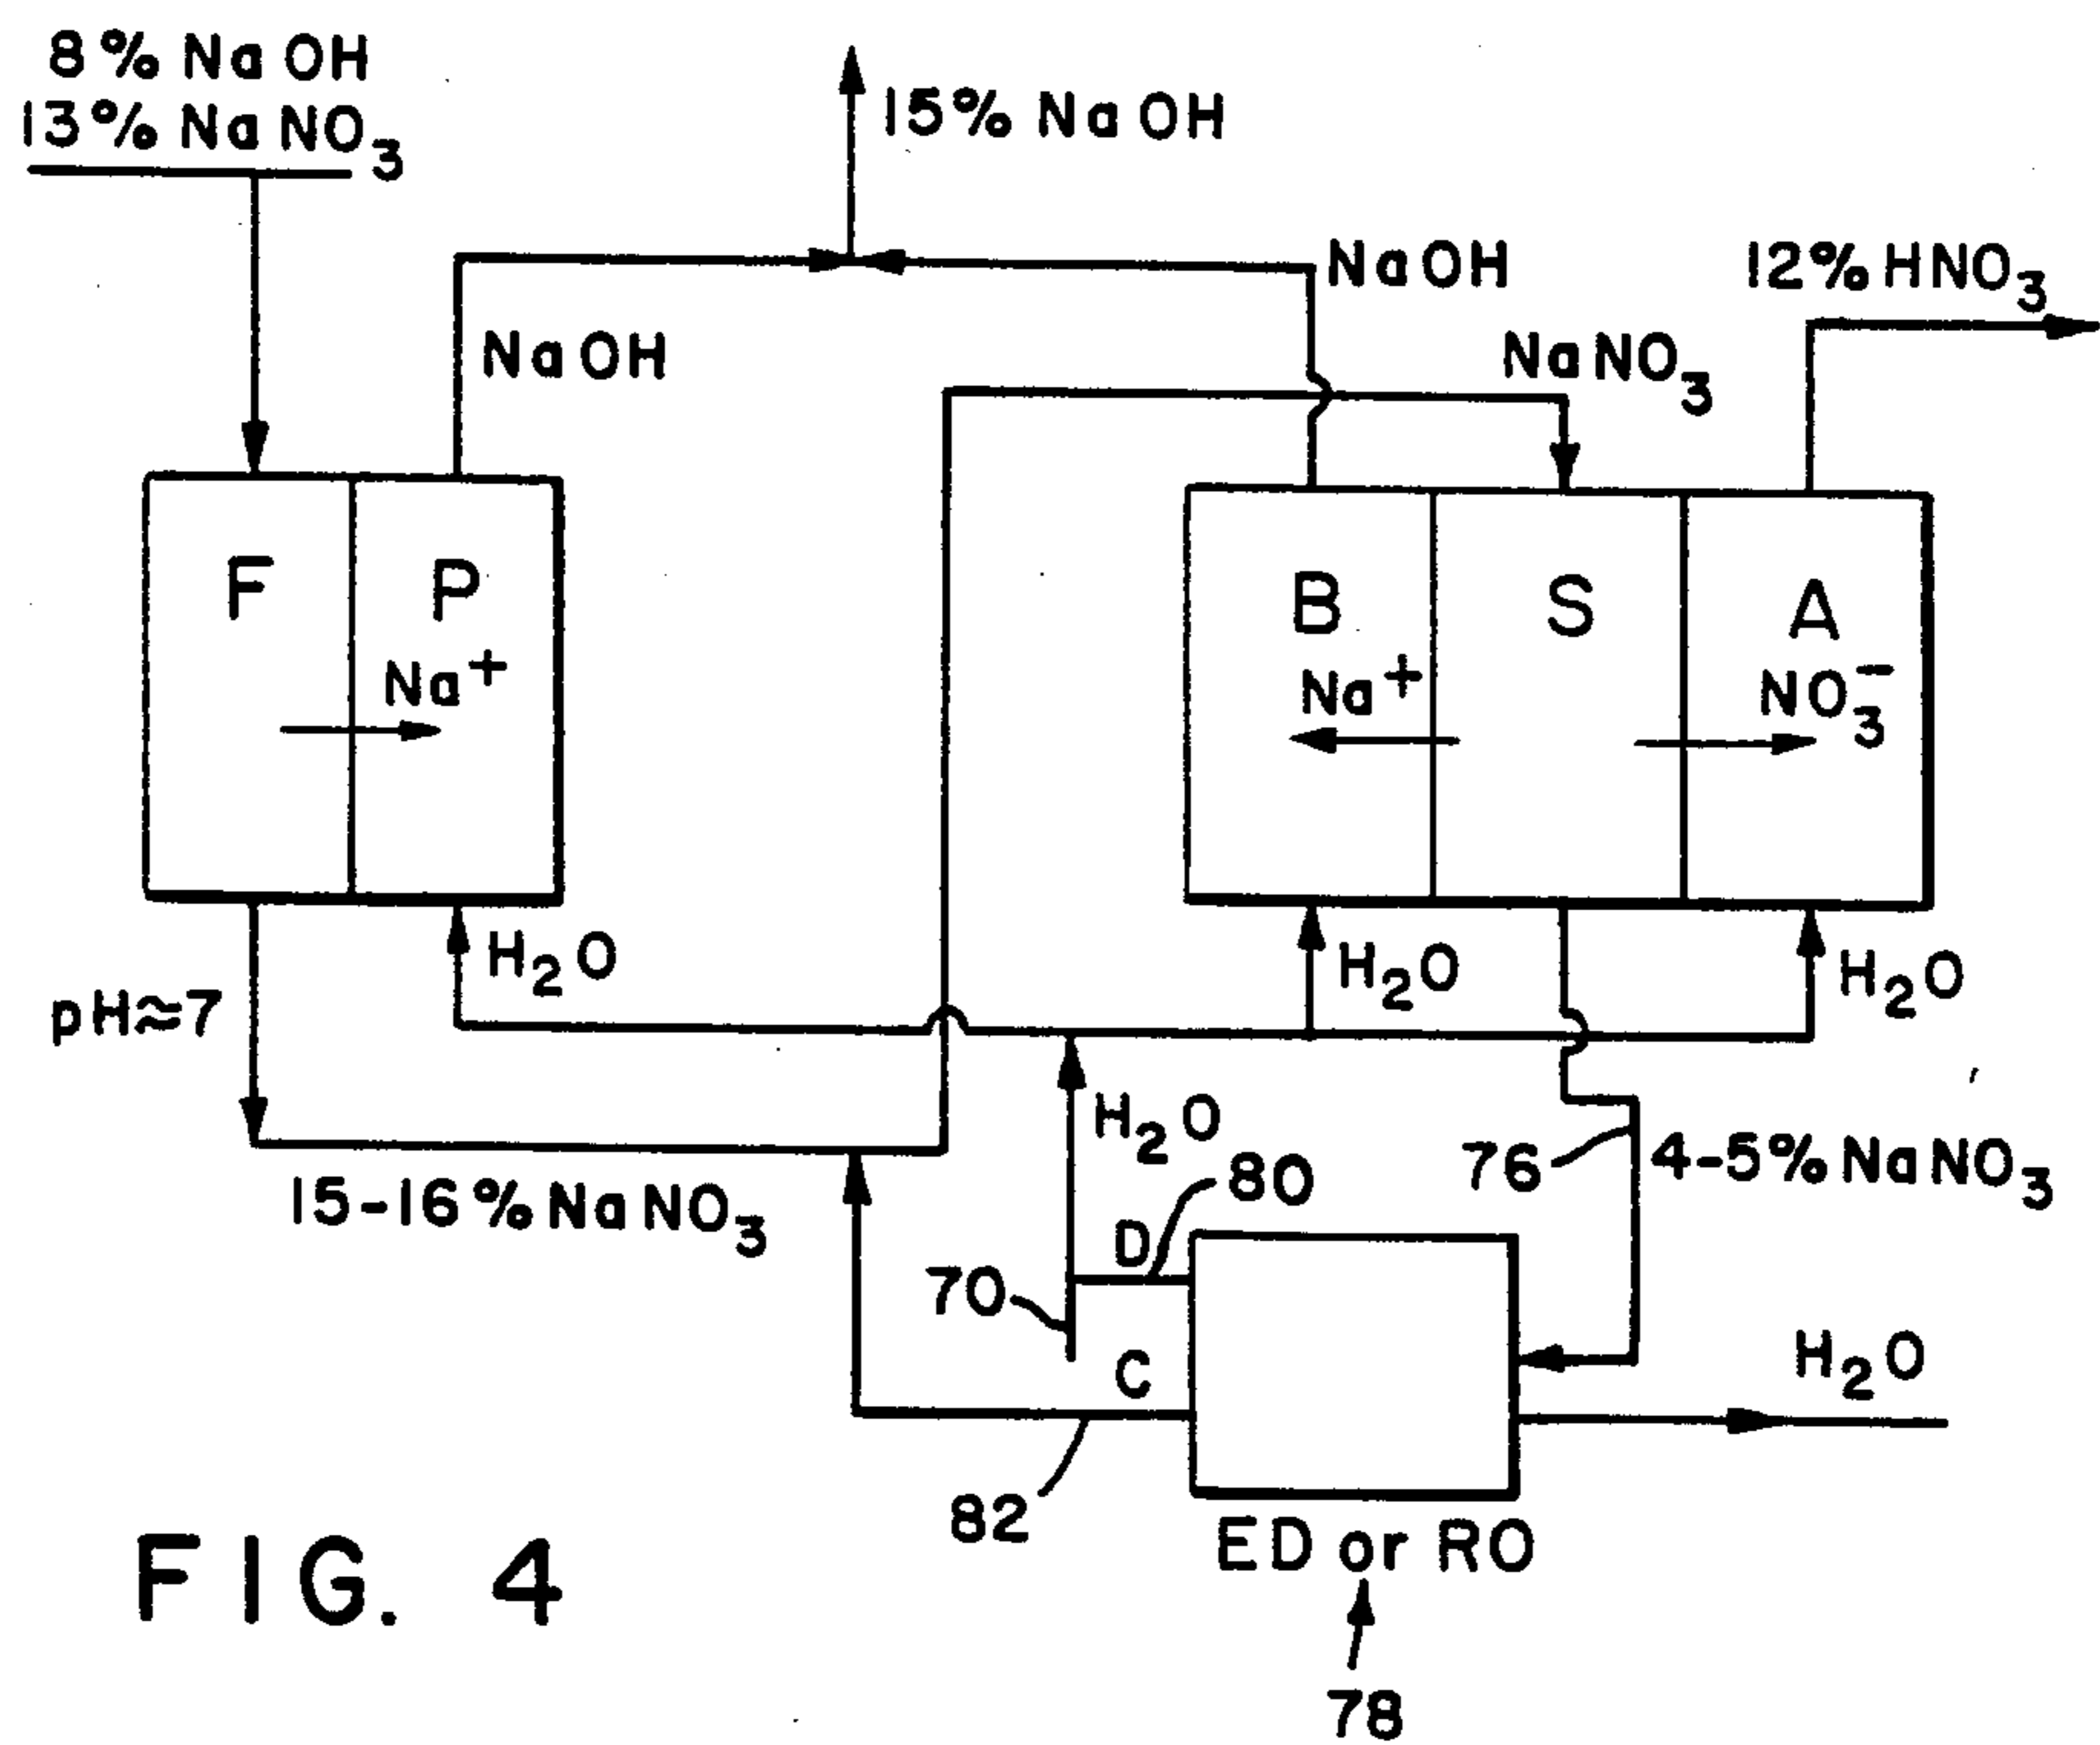 8% NaOH
13% NaNO3
15% NaOH
NaOH
12% HNO3
NaOH
NaNO3
F
P
B
S
A
Na+
Na+
NO3−
H2O
H2O
H2O
pH≈7
H2O
76
4-5% NaNO3
15-16% NaNO3
80
D
70
C
H2O
82
ED or RO
FIG. 4
78